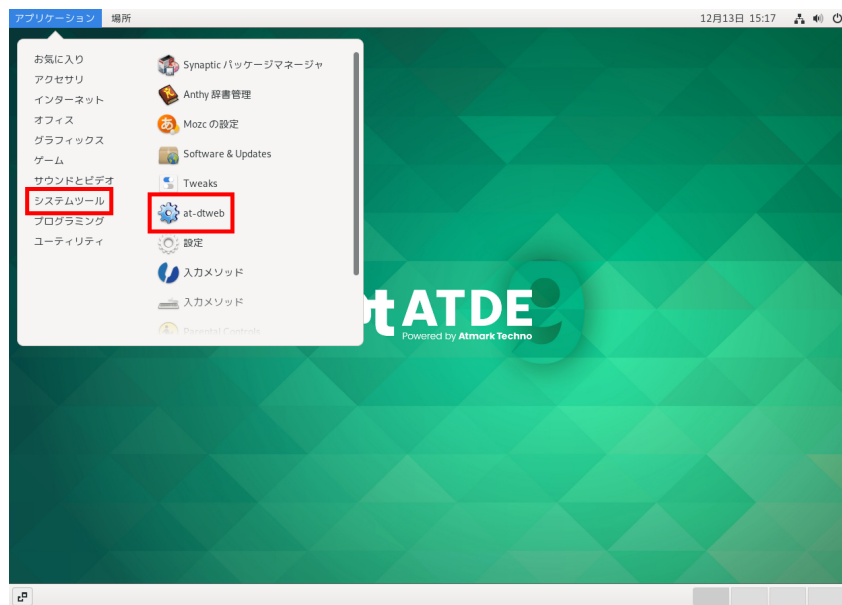 アプリケーション 場所 12月13日 15:17
お気に入り
アクセサリ
インターネット
オフィス
グラフィックス
ゲーム
サウンドとビデオ
システムツール
プログラミング
ユーティリティ
Synaptic パッケージマネージャ
Anthy 辞書管理
Mozc の設定
Software & Updates
Tweaks
at-dtweb
設定
入力メソッド
入力メソッド
Parental Controls
ATDE
Powered by Atmark Techno